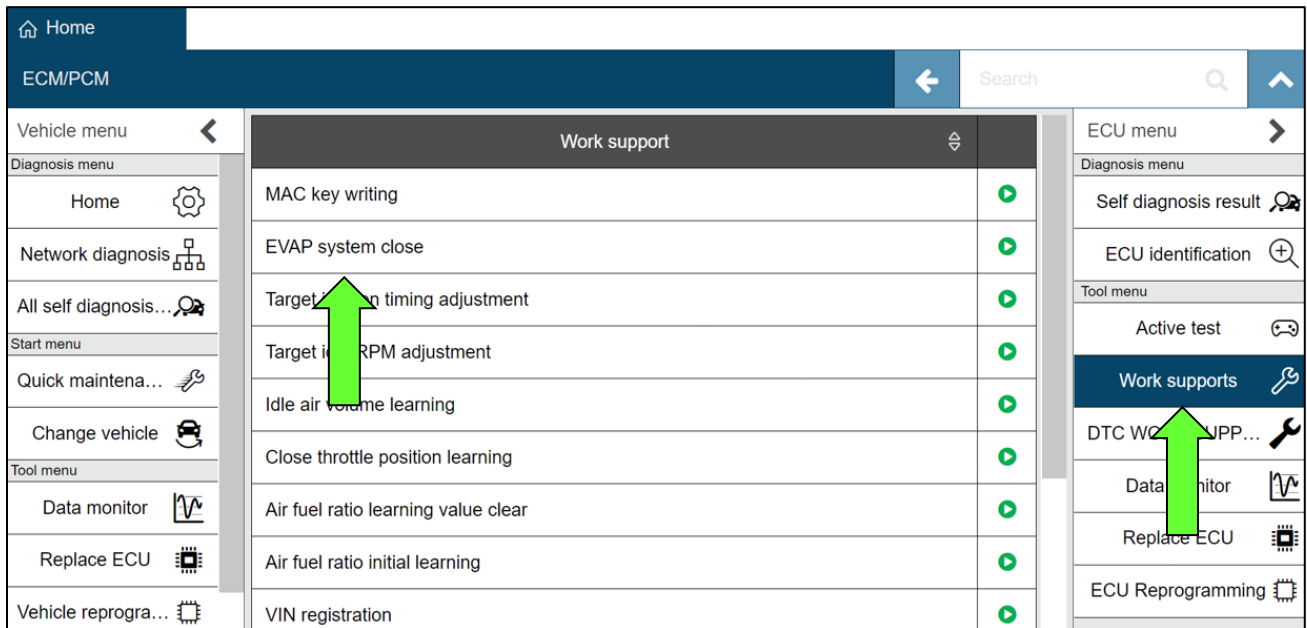 Home
ECM/PCM
Search
Vehicle menu
Diagnosis menu
Home
Network diagnosis
All self diagnosis...
Start menu
Quick maintena...
Change vehicle
Tool menu
Data monitor
Replace ECU
Vehicle reprogra...
Work support
MAC key writing
EVAP system close
Target timing adjustment
Target RPM adjustment
Idle air volume learning
Close throttle position learning
Air fuel ratio learning value clear
Air fuel ratio initial learning
VIN registration
ECU menu
Diagnosis menu
Self diagnosis result
ECU identification
Tool menu
Active test
Work supports
DTC
Data monitor
Replace ECU
ECU Reprogramming